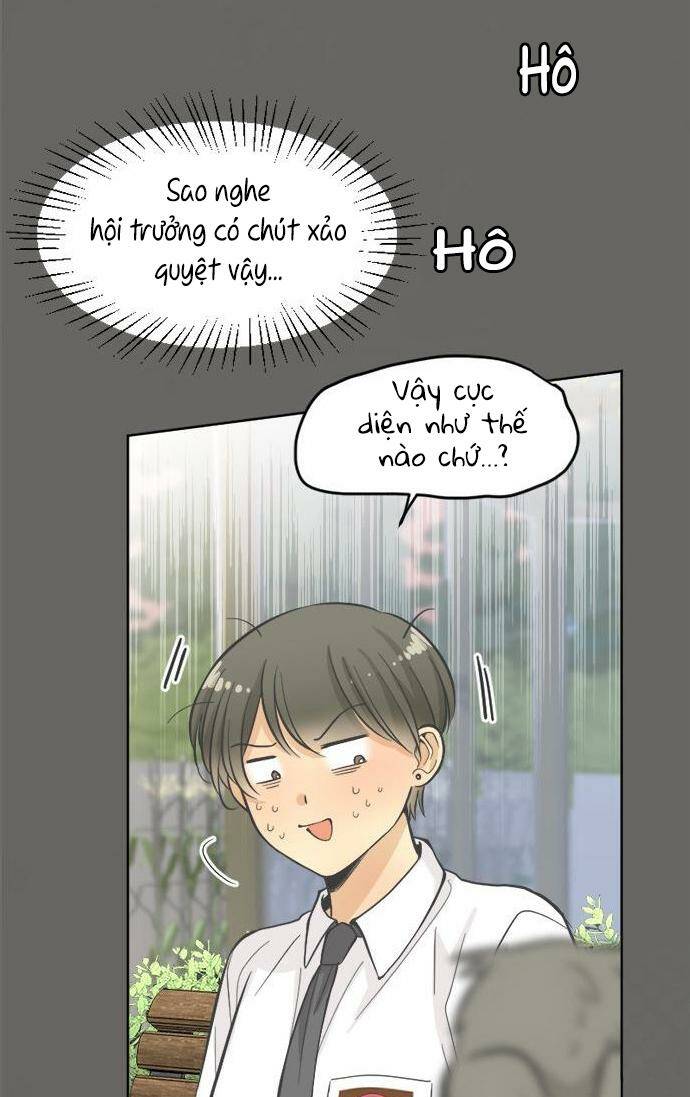 Hô
Sao nghe
hội trưởng có chút xảo
quyệt vậy...
Hô
Vậy cục
diện như thế
nào chứ...?